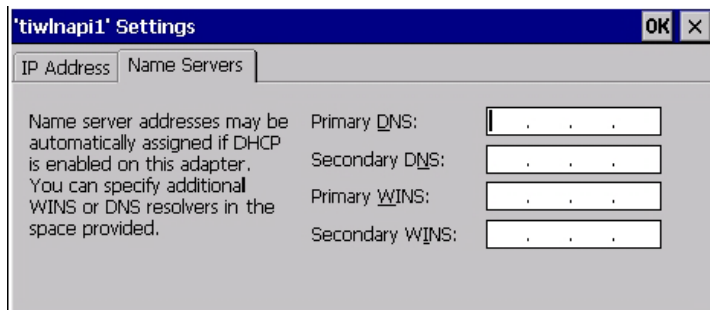 'tiwlnapi1' Settings OK ×
IP Address Name Servers
Name server addresses may be
automatically assigned if DHCP
is enabled on this adapter.
You can specify additional
WINS or DNS resolvers in the
space provided.
Primary DNS: . . .
Secondary DNS: . . .
Primary WINS: . . .
Secondary WINS: . . .